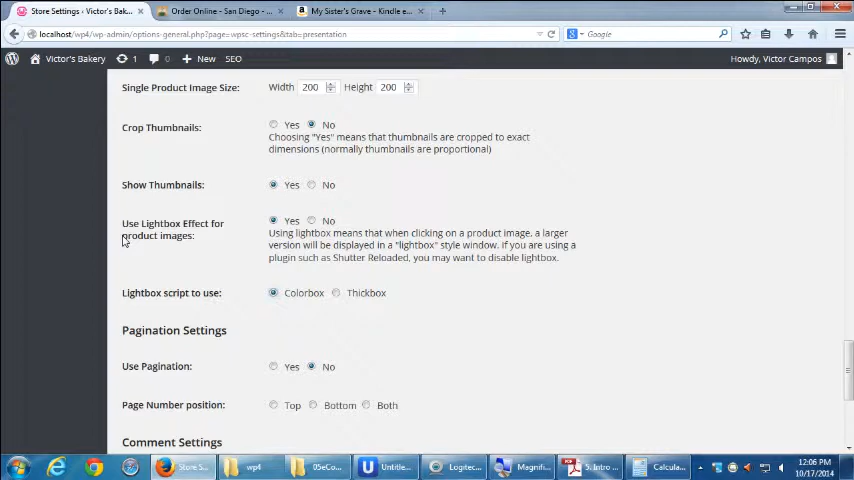 Store Settings ‹ Victor's Bakery... × Order Online - San Diego - ... × My Sister's Grave - Kindle e... × +
localhost/wp4/wp-admin/options-general.php?page=wpsc-settings&tab=presentation Google
Victor's Bakery 1 0 + New SEO Howdy, Victor Campos
Single Product Image Size: Width 200 Height 200
Crop Thumbnails: Yes No
Choosing "Yes" means that thumbnails are cropped to exact
dimensions (normally thumbnails are proportional)
Show Thumbnails: Yes No
Use Lightbox Effect for
product images:
Yes No
Using lightbox means that when clicking on a product image, a larger
version will be displayed in a "lightbox" style window. If you are using a
plugin such as Shutter Reloaded, you may want to disable lightbox.
Lightbox script to use: Colorbox Thickbox
Pagination Settings
Use Pagination: Yes No
Page Number position: Top Bottom Both
Comment Settings
Store S... wp4 05eCo... Untitle... Logitec... Magnifi... 5. Intro ... Calcula... 12:06 PM
10/17/2014